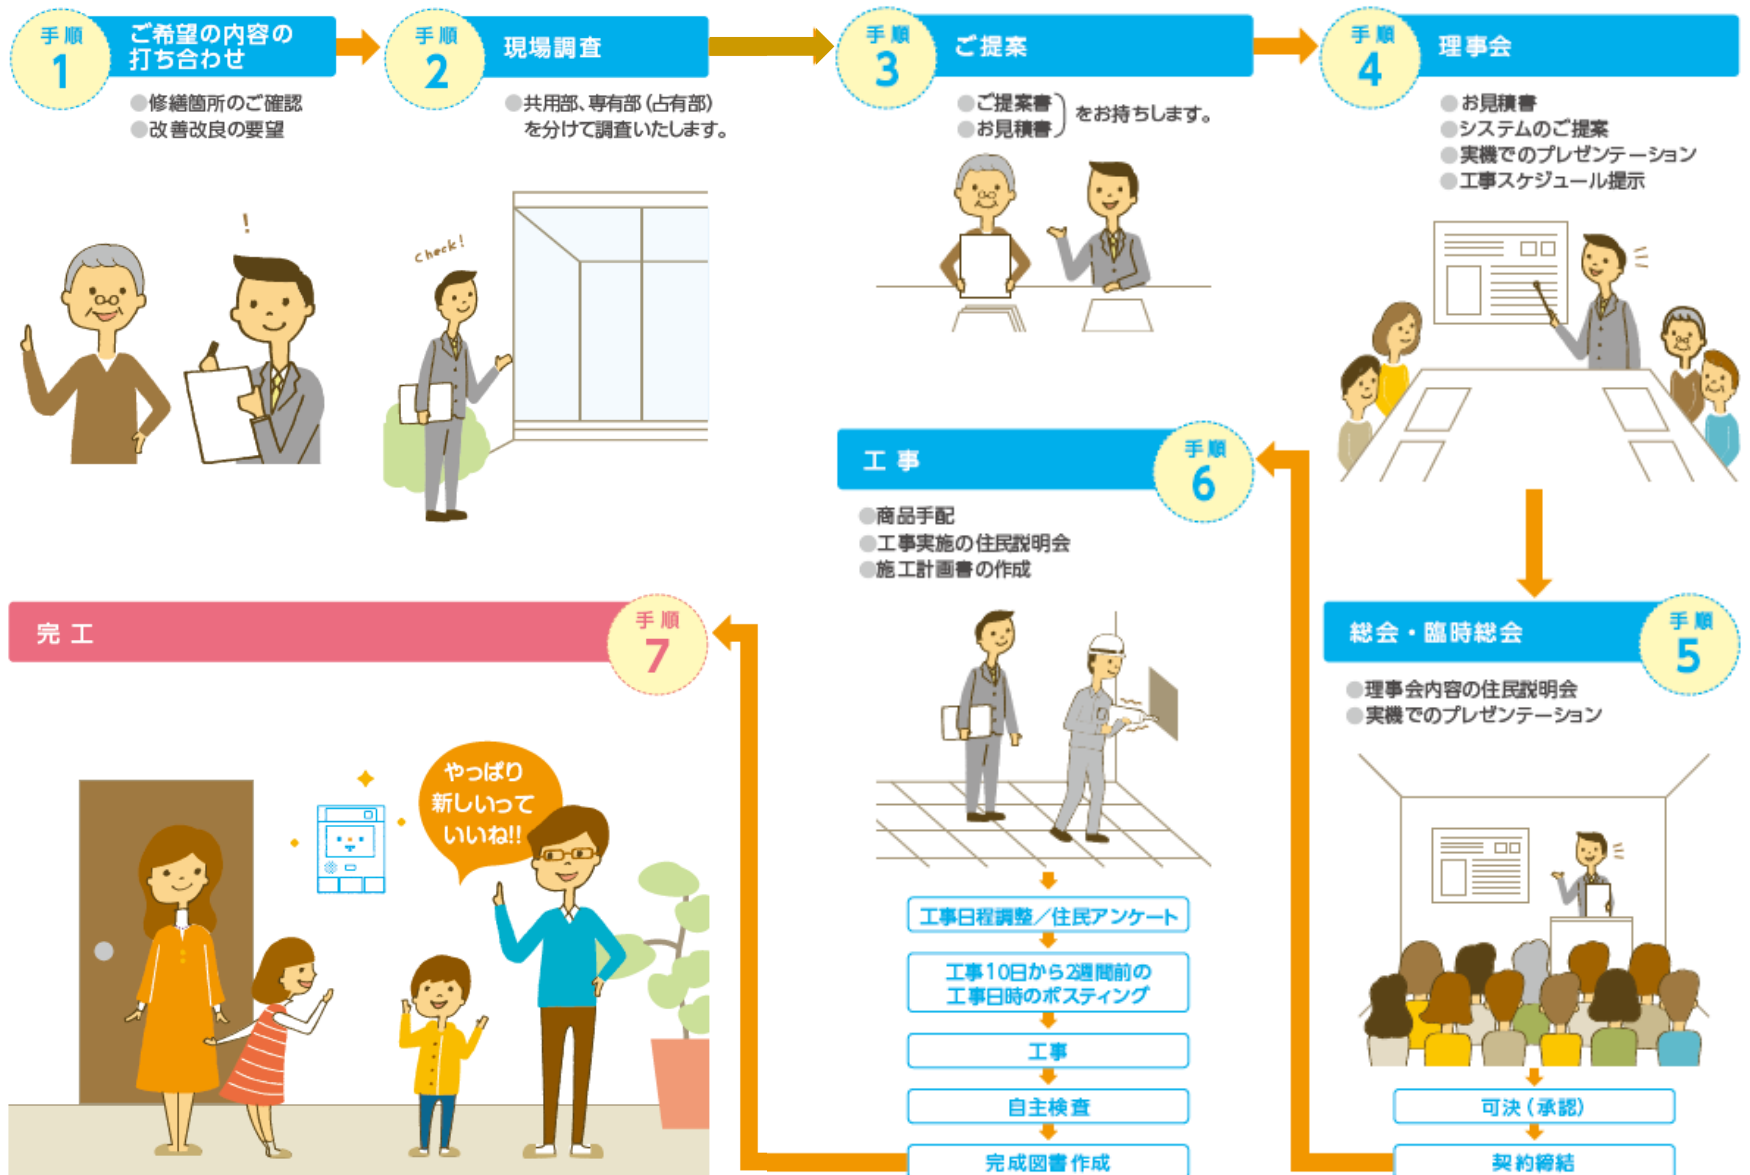 手順
1
ご希望の内容の
打ち合わせ
●修繕箇所のご確認
●改善改良の要望
!
手順
2
現場調査
●共用部、専有部（占有部）
を分けて調査いたします。
check!
手順
3
ご提案
●ご提案書
●お見積書
をお持ちします。
手順
4
理事会
●お見積書
●システムのご提案
●実機でのプレゼンテーション
●工事スケジュール提示
総会・臨時総会
手順
5
●理事会内容の住民説明会
●実機でのプレゼンテーション
可決（承認）
契約締結
工事
手順
6
●商品手配
●工事実施の住民説明会
●施工計画書の作成
工事日程調整／住民アンケート
工事10日から2週間前の
工事日時のポスティング
工事
自主検査
完成図書作成
完工
手順
7
やっぱり
新しいって
いいね!!